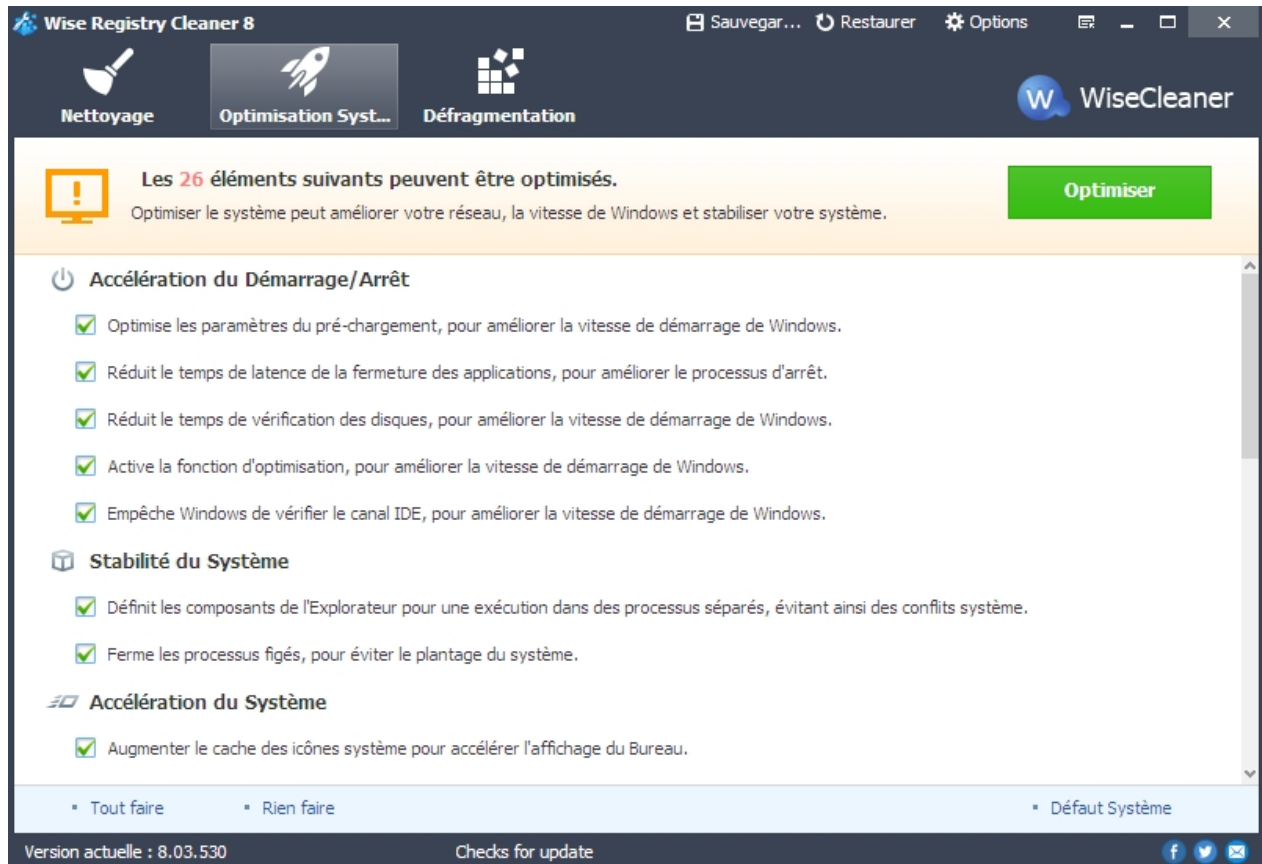 Wise Registry Cleaner 8
Sauvegar... Restaurer Options
Nettoyage Optimisation Syst... Défragmentation
W WiseCleaner
Les 26 éléments suivants peuvent être optimisés.
Optimiser le système peut améliorer votre réseau, la vitesse de Windows et stabiliser votre système.
Optimiser
Accélération du Démarrage/Arrêt
Optimise les paramètres du pré-chargement, pour améliorer la vitesse de démarrage de Windows.
Réduit le temps de latence de la fermeture des applications, pour améliorer le processus d'arrêt.
Réduit le temps de vérification des disques, pour améliorer la vitesse de démarrage de Windows.
Active la fonction d'optimisation, pour améliorer la vitesse de démarrage de Windows.
Empêche Windows de vérifier le canal IDE, pour améliorer la vitesse de démarrage de Windows.
Stabilité du Système
Définit les composants de l'Explorateur pour une exécution dans des processus séparés, évitant ainsi des conflits système.
Ferme les processus figés, pour éviter le plantage du système.
Accélération du Système
Augmenter le cache des icônes système pour accélérer l'affichage du Bureau.
Tout faire Rien faire Défaut Système
Version actuelle : 8.03.530 Checks for update